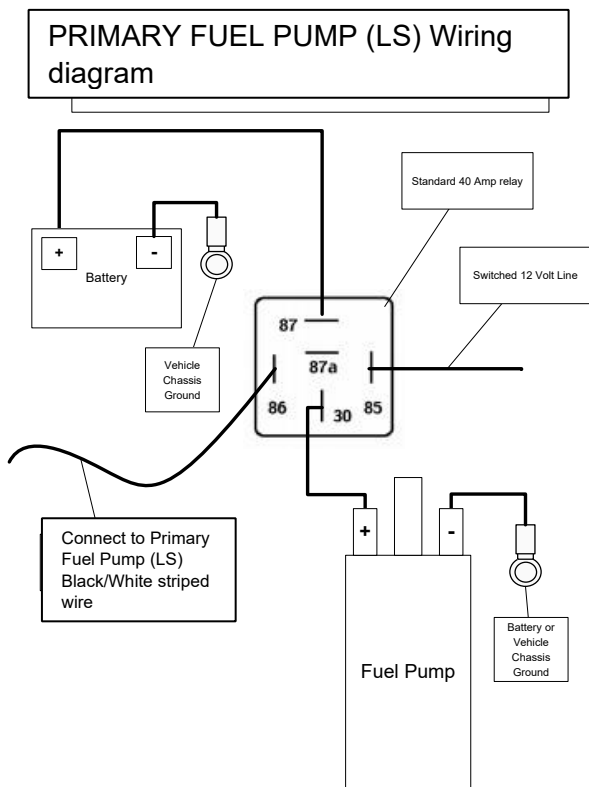 PRIMARY FUEL PUMP (LS) Wiring
diagram
Standard 40 Amp relay
+
-
Battery
Switched 12 Volt Line
Vehicle
Chassis
Ground
87
87a
86
30
85
Connect to Primary
Fuel Pump (LS)
Black/White striped
wire
+
-
Fuel Pump
Battery or
Vehicle
Chassis
Ground